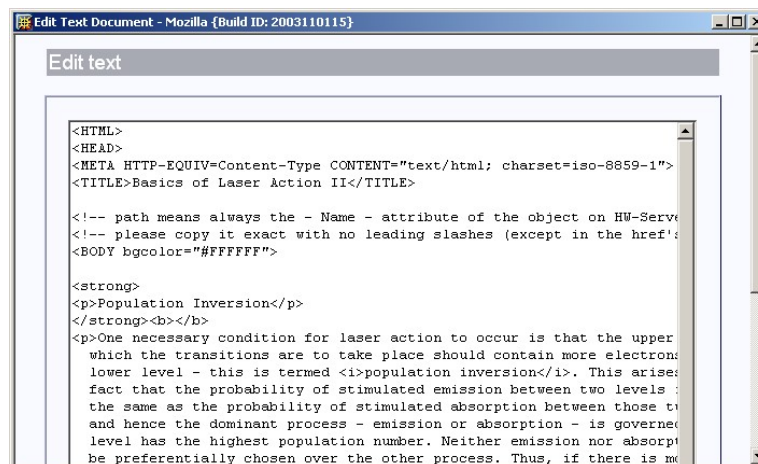 Edit Text Document - Mozilla {Build ID: 2003110115}
Edit text
<HTML>
<HEAD>
<META HTTP-EQUIV=Content-Type CONTENT="text/html; charset=iso-8859-1">
<TITLE>Basics of Laser Action II</TITLE>
<!-- path means always the - Name - attribute of the object on HW-Serve
<!-- please copy it exact with no leading slashes (except in the href's
<BODY bgcolor="#FFFFFF">
<strong>
<p>Population Inversion</p>
</strong><b></b>
<p>One necessary condition for laser action to occur is that the upper
which the transitions are to take place should contain more electrons
lower level - this is termed <i>population inversion</i>. This arises
fact that the probability of stimulated emission between two levels
the same as the probability of stimulated absorption between those tw
and hence the dominant process - emission or absorption - is governed
level has the highest population number. Neither emission nor absorpt
be preferentially chosen over the other process. Thus, if there is mo